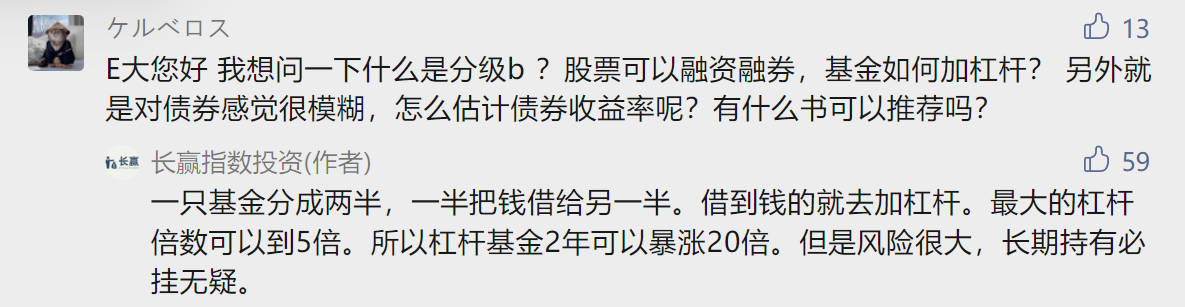 ケルベロス 13
E大您好 我想问一下什么是分级b ？股票可以融资融券，基金如何加杠杆？ 另外就
是对债券感觉很模糊，怎么估计债券收益率呢？有什么书可以推荐吗？
长赢 长赢指数投资(作者) 59
一只基金分成两半，一半把钱借给另一半。借到钱的就去加杠杆。最大的杠杆
倍数可以到5倍。所以杠杆基金2年可以暴涨20倍。但是风险很大，长期持有必
挂无疑。